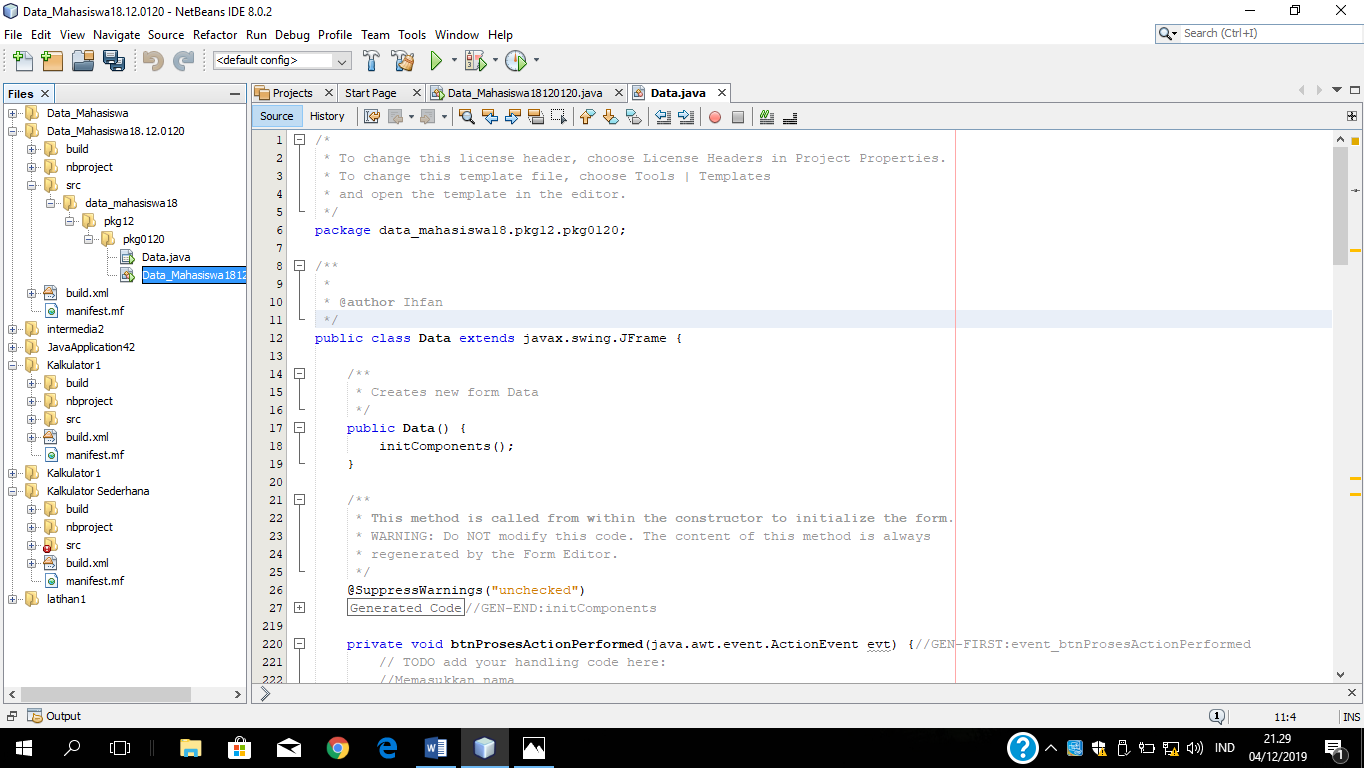 Data_Mahasiswa18.12.0120 - NetBeans IDE 8.0.2
File Edit View Navigate Source Refactor Run Debug Profile Team Tools Window Help
Search (Ctrl+I)
<default config>
Files
Data_Mahasiswa
Data_Mahasiswa18.12.0120
build
nbproject
src
data_mahasiswa18
pkg12
pkg0120
Data.java
Data_Mahasiswa1812
build.xml
manifest.mf
intermedia2
JavaApplication42
Kalkulator1
build
nbproject
src
build.xml
manifest.mf
Kalkulator1
Kalkulator Sederhana
build
nbproject
src
build.xml
manifest.mf
latihan1
Projects Start Page Data_Mahasiswa18120120.java Data.java
Source History
1 /*
2 * To change this license header, choose License Headers in Project Properties.
3 * To change this template file, choose Tools | Templates
4 * and open the template in the editor.
5 */
6 package data_mahasiswa18.pkg12.pkg0120;
7
8 /**
9 *
10 * @author Ihfan
11 */
12 public class Data extends javax.swing.JFrame {
13
14 /**
15 * Creates new form Data
16 */
17 public Data() {
18 initComponents();
19 }
20
21 /**
22 * This method is called from within the constructor to initialize the form.
23 * WARNING: Do NOT modify this code. The content of this method is always
24 * regenerated by the Form Editor.
25 */
26 @SuppressWarnings("unchecked")
27 Generated Code//GEN-END:initComponents
219
220 private void btnProsesActionPerformed(java.awt.event.ActionEvent evt) {//GEN-FIRST:event_btnProsesActionPerformed
221 // TODO add your handling code here:
222 //Memasukkan nama
Output
1
11:4
INS
IND
21.29
04/12/2019
1